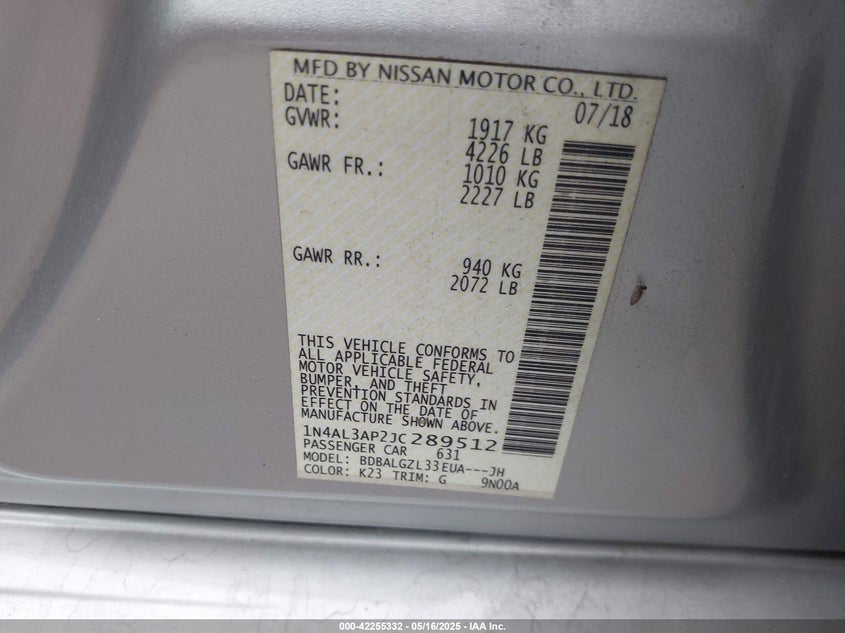 MFD BY NISSAN MOTOR CO., LTD.
DATE: 07/18
GVWR: 1917 KG
4226 LB
GAWR FR.: 1010 KG
2227 LB
GAWR RR.: 940 KG
2072 LB
THIS VEHICLE CONFORMS TO
ALL APPLICABLE FEDERAL
MOTOR VEHICLE SAFETY,
BUMPER, AND THEFT
PREVENTION STANDARDS IN
EFFECT ON THE DATE OF
MANUFACTURE SHOWN ABOVE.
1N4AL3AP2JC289512
PASSENGER CAR 631
MODEL: BDBALGZL33EUA---JH
COLOR: K23 TRIM: G 9N00A
000-42255332 - 05/16/2025 - IAA Inc.